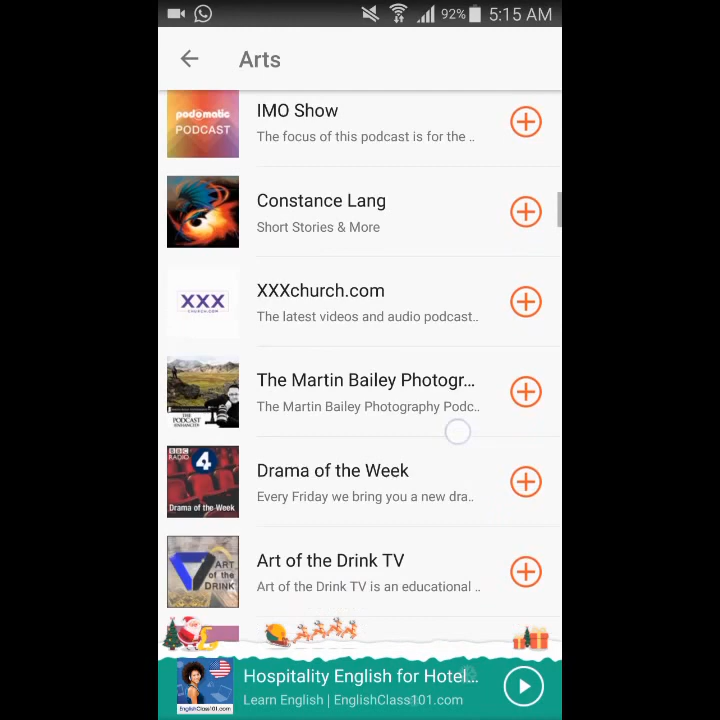 92% 5:15 AM
Arts
podomatic
PODCAST
IMO Show
The focus of this podcast is for the ..
Constance Lang
Short Stories & More
XXX
CHURCH.COM
XXXchurch.com
The latest videos and audio podcast..
THE
PODCAST
ENHANCED
The Martin Bailey Photogr...
The Martin Bailey Photography Podc..
BBC
RADIO
4
Drama of the Week
Drama of the Week
Every Friday we bring you a new dra..
ART
of the
DRINK
Art of the Drink TV
Art of the Drink TV is an educational ..
EnglishClass101.com
Hospitality English for Hotel...
Learn English | EnglishClass101.com